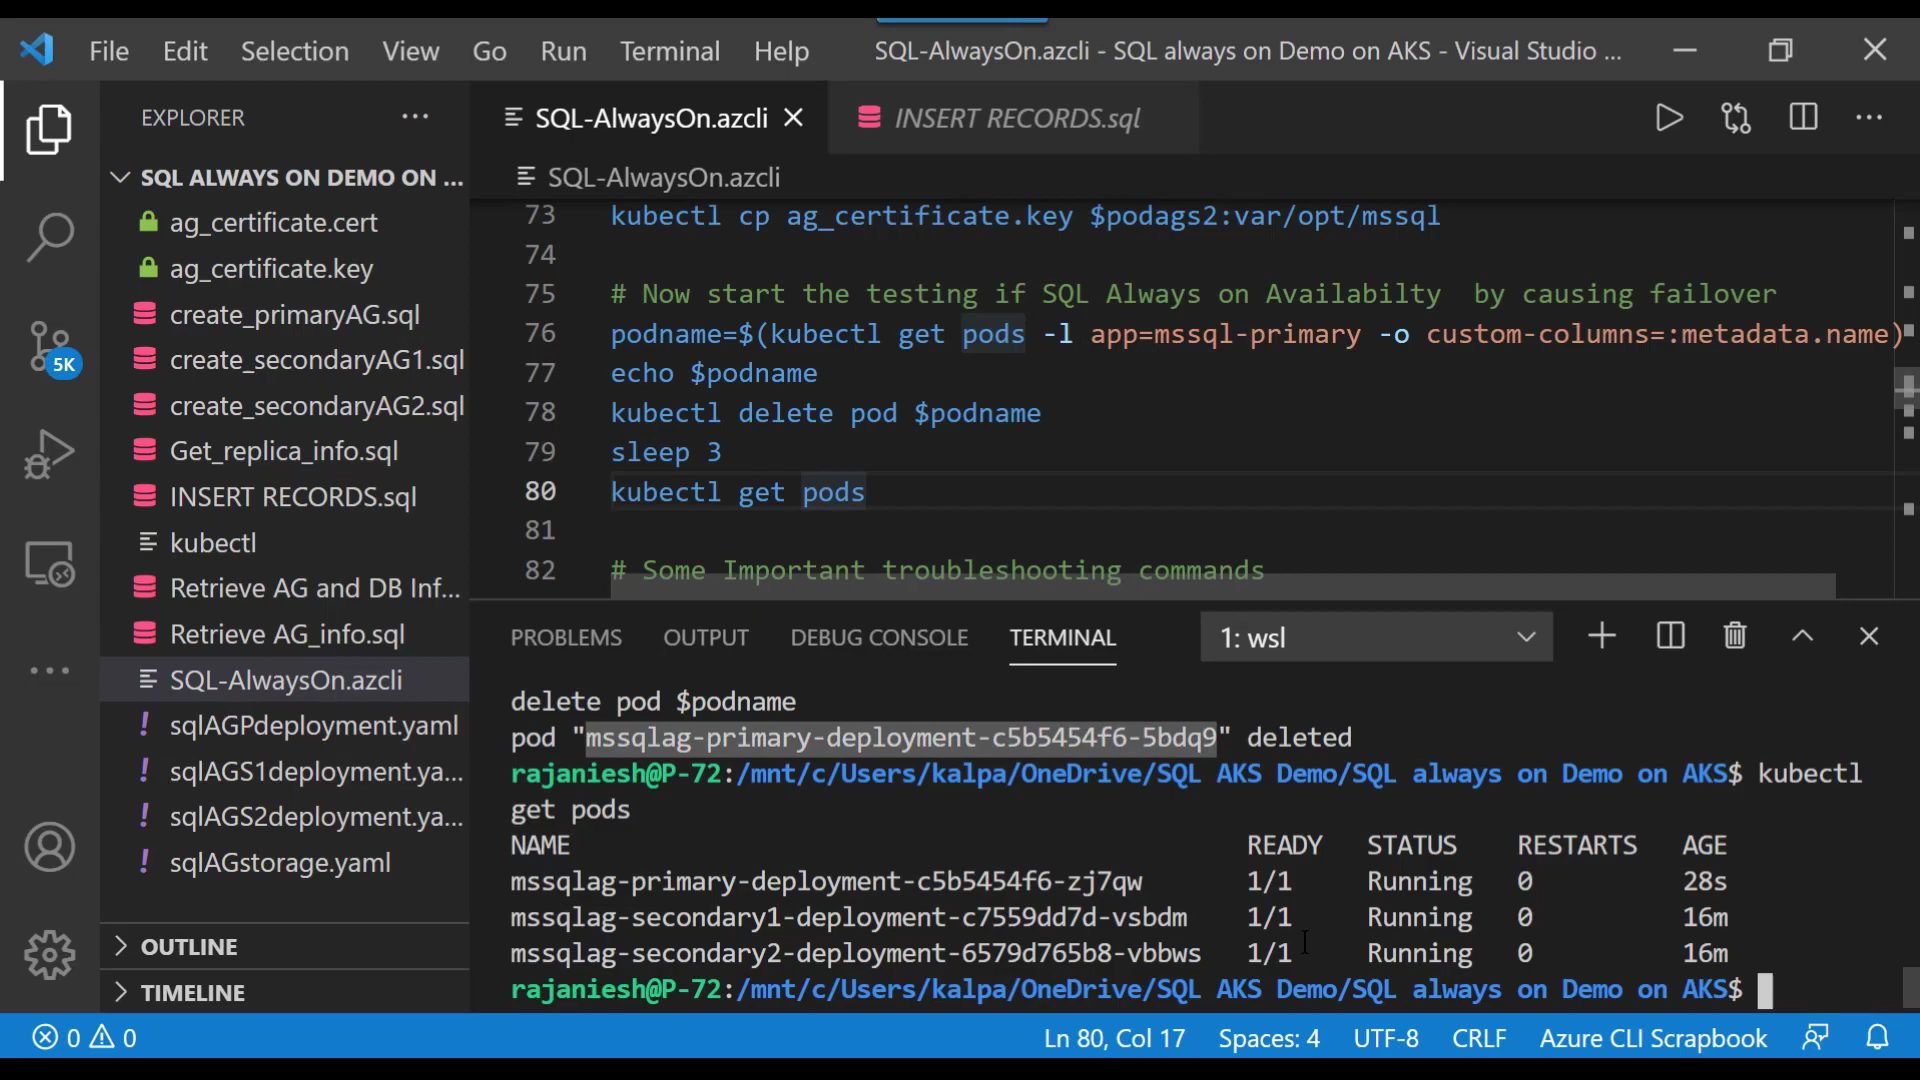 File Edit Selection View Go Run Terminal Help SQL-AlwaysOn.azcli - SQL always on Demo on AKS - Visual Studio ...
EXPLORER ...
SQL ALWAYS ON DEMO ON ...
ag_certificate.cert
ag_certificate.key
create_primaryAG.sql
create_secondaryAG1.sql
create_secondaryAG2.sql
Get_replica_info.sql
INSERT RECORDS.sql
kubectl
Retrieve AG and DB Inf...
Retrieve AG_info.sql
SQL-AlwaysOn.azcli
! sqlAGPdeployment.yaml
! sqlAGS1deployment.ya...
! sqlAGS2deployment.ya...
! sqlAGstorage.yaml
OUTLINE
TIMELINE
5K
SQL-AlwaysOn.azcli INSERT RECORDS.sql
SQL-AlwaysOn.azcli
73 kubectl cp ag_certificate.key $podags2:var/opt/mssql
74
75 # Now start the testing if SQL Always on Availabilty  by causing failover
76 podname=$(kubectl get pods -l app=mssql-primary -o custom-columns=:metadata.name)
77 echo $podname
78 kubectl delete pod $podname
79 sleep 3
80 kubectl get pods
81
82 # Some Important troubleshooting commands
PROBLEMS OUTPUT DEBUG CONSOLE TERMINAL 1: wsl
delete pod $podname
pod "mssqlag-primary-deployment-c5b5454f6-5bdq9" deleted
rajaniesh@P-72:/mnt/c/Users/kalpa/OneDrive/SQL AKS Demo/SQL always on Demo on AKS$ kubectl
get pods
NAME READY STATUS RESTARTS AGE
mssqlag-primary-deployment-c5b5454f6-zj7qw 1/1 Running 0 28s
mssqlag-secondary1-deployment-c7559dd7d-vsbdm 1/1 Running 0 16m
mssqlag-secondary2-deployment-6579d765b8-vbbws 1/1 Running 0 16m
rajaniesh@P-72:/mnt/c/Users/kalpa/OneDrive/SQL AKS Demo/SQL always on Demo on AKS$
0 0 Ln 80, Col 17 Spaces: 4 UTF-8 CRLF Azure CLI Scrapbook